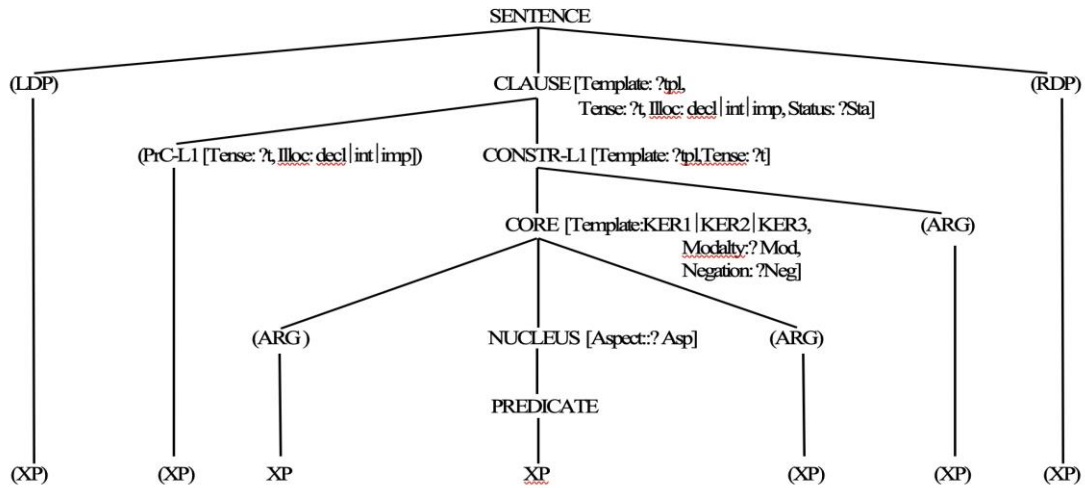 SENTENCE
(LDP)
CLAUSE [Template: ?tpl,
(RDP)
Tense: ?t, Illoc: decl|int|imp, Status: ?Sta]
(PrC-L1 [Tense: ?t, Illoc: decl|int|imp])
CONSTR-L1 [Template: ?tpl,Tense: ?t]
CORE [Template:KER1|KER2|KER3,
(ARG)
Modalty:? Mod,
Negation: ?Neg]
(ARG )
NUCLEUS [Aspect::? Asp]
(ARG)
PREDICATE
(XP)
(XP)
XP
XP
(XP)
(XP)
(XP)